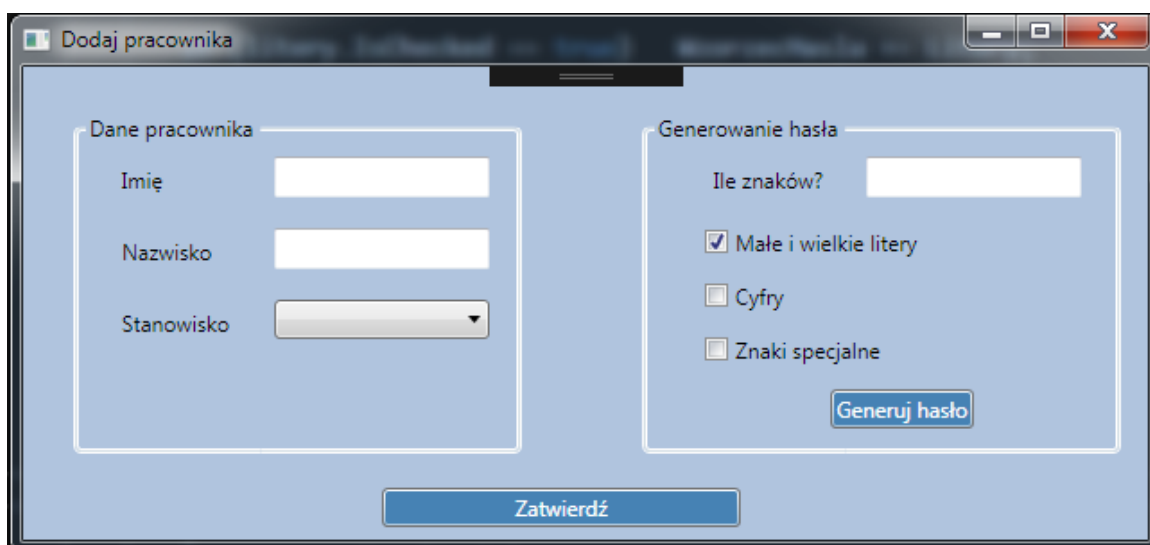 Dodaj pracownika
Dane pracownika
Imię
Nazwisko
Stanowisko
Generowanie hasła
Ile znaków?
Małe i wielkie litery
Cyfry
Znaki specjalne
Generuj hasło
Zatwierdź